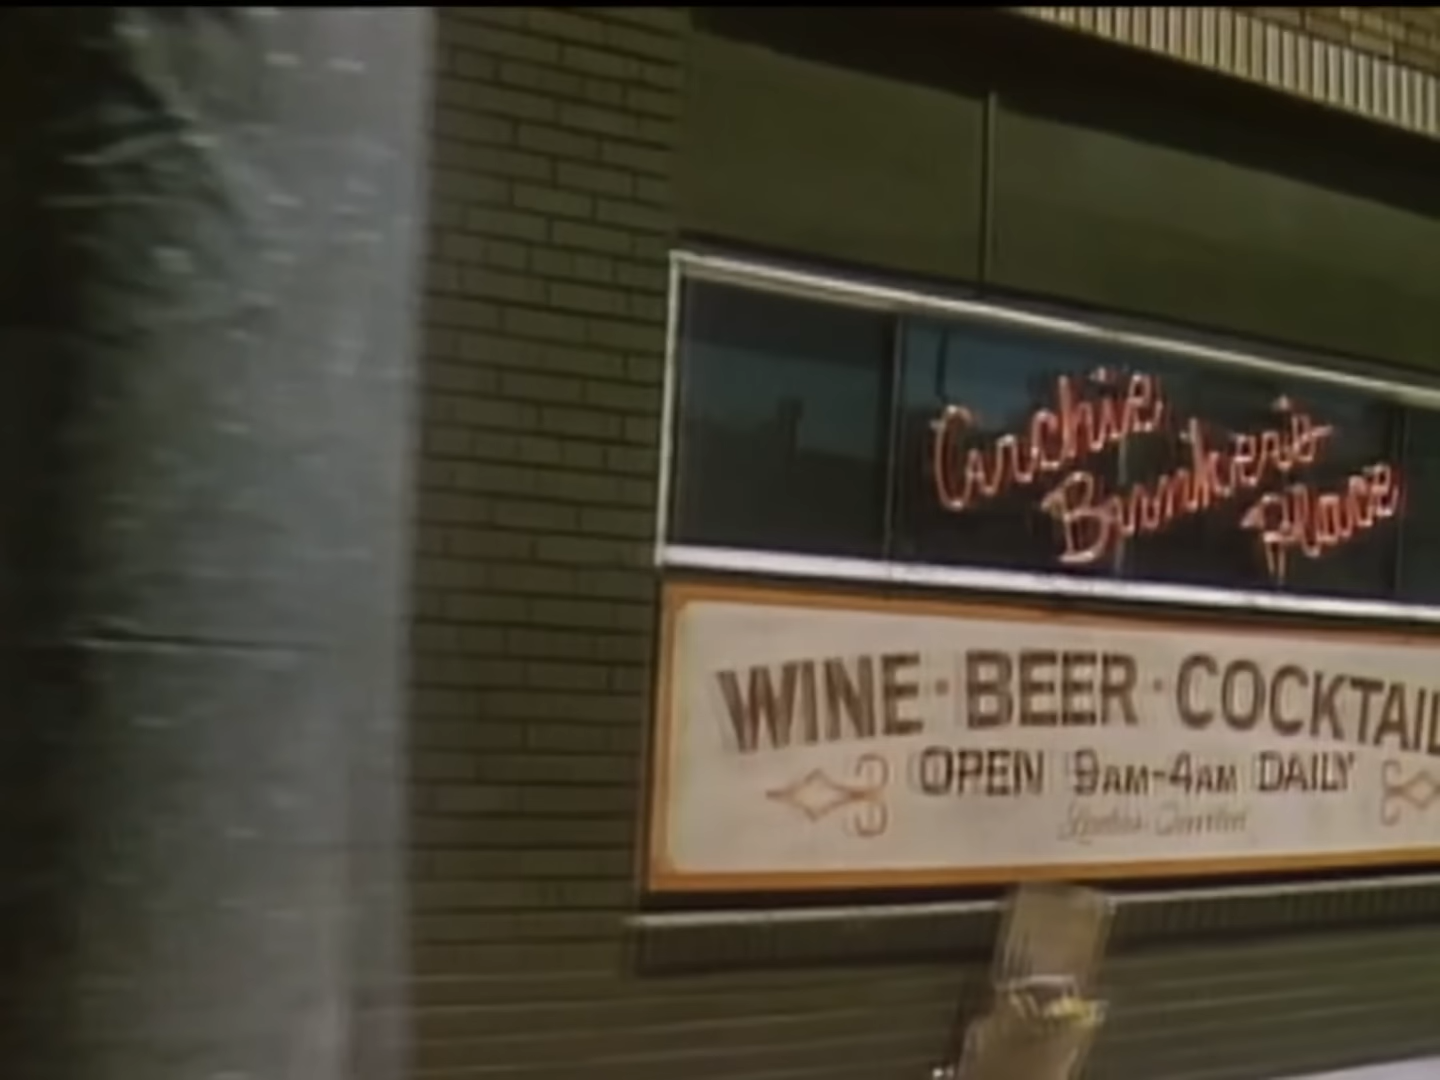 Archie
Bunker's
Place
WINE · BEER · COCKTAIL
OPEN 9AM-4AM DAILY